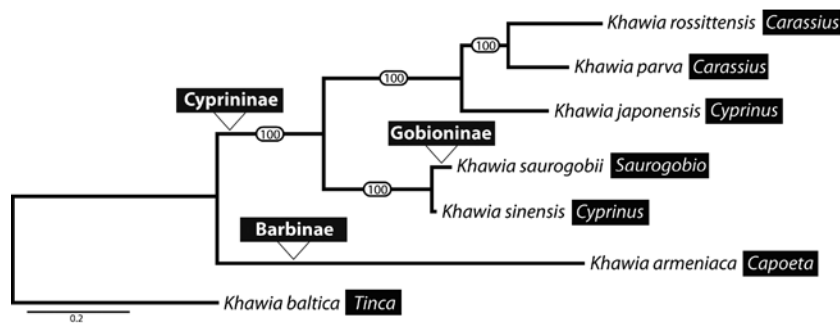 Khawia rossittensis Carassius
100
Khawia parva Carassius
100
Cyprininae
Khawia japonensis Cyprinus
100
Gobioninae
Khawia saurogobii Saurogobio
100
Khawia sinensis Cyprinus
Barbinae
Khawia armeniaca Capoeta
Khawia baltica Tinca
0.2